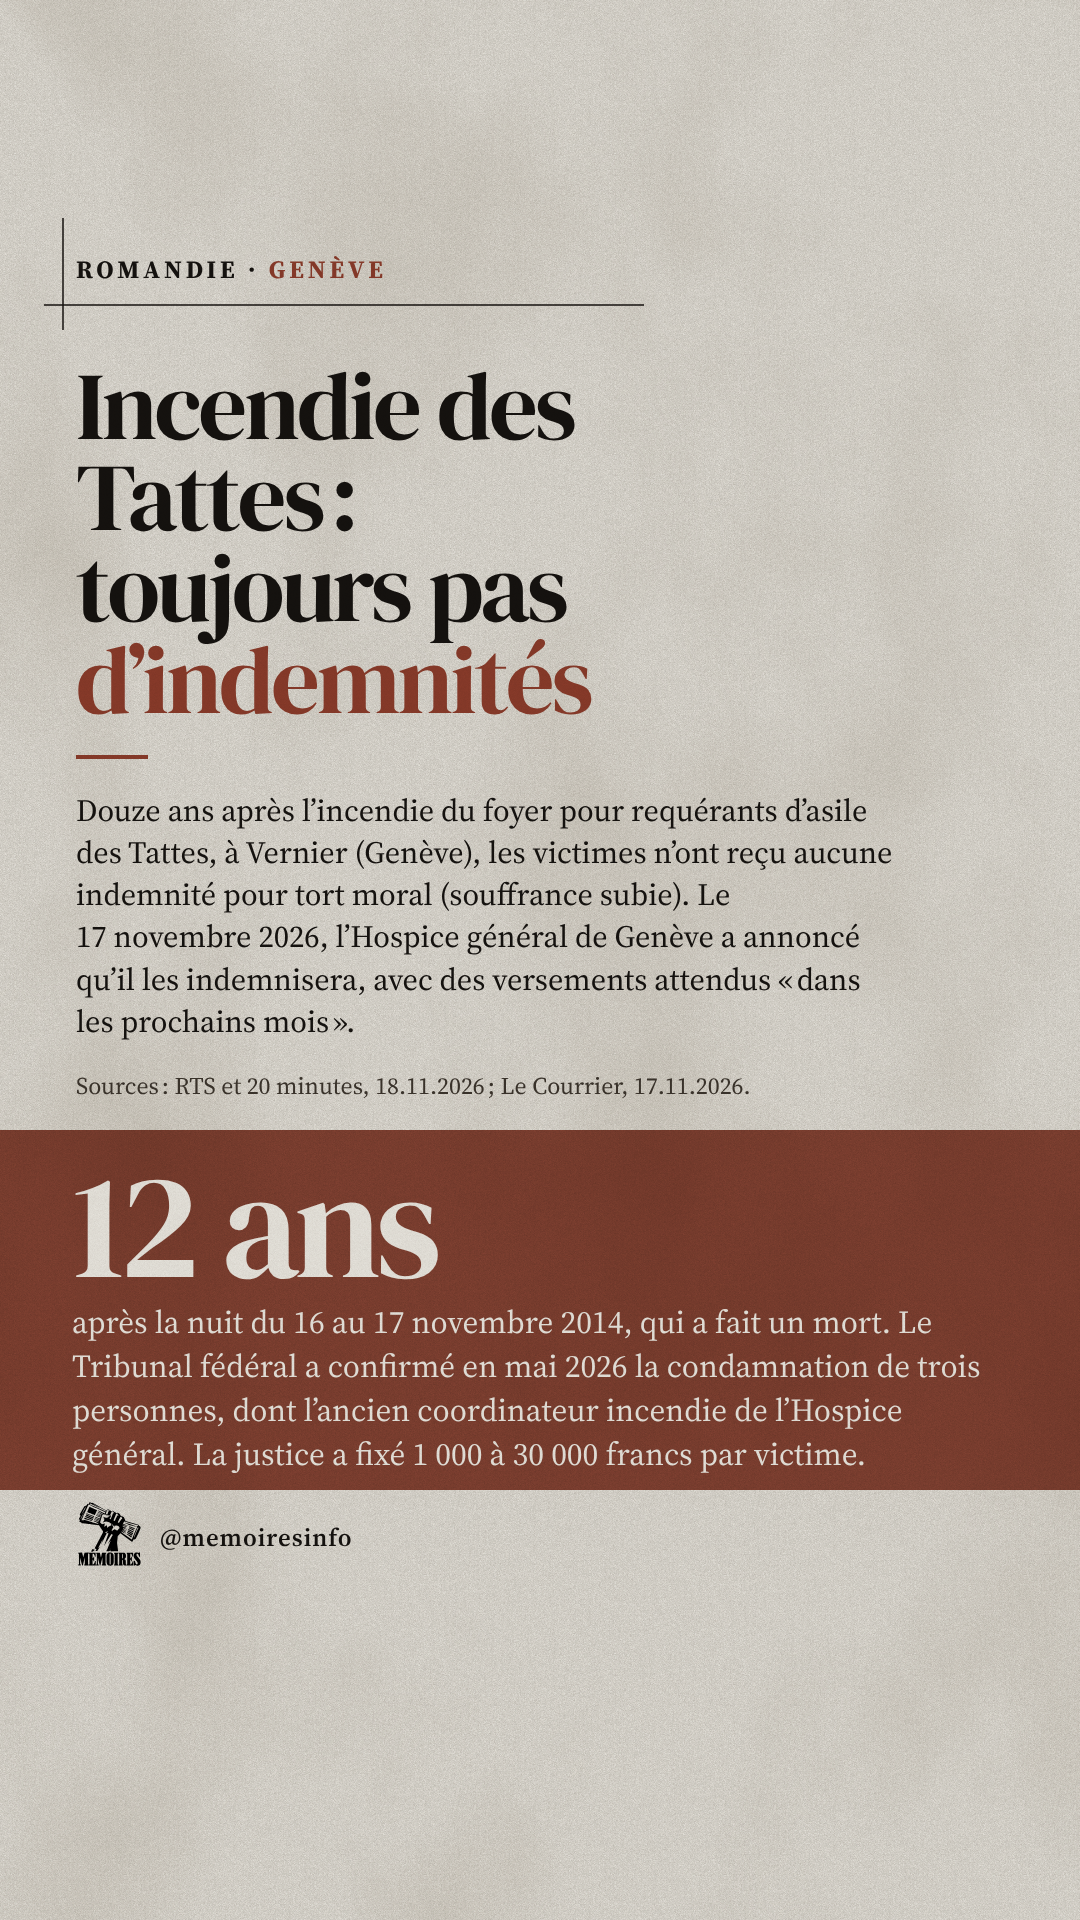 ROMANDIE · GENÈVE
Incendie des
Tattes :
toujours pas
d’indemnités
Douze ans après l’incendie du foyer pour requérants d’asile
des Tattes, à Vernier (Genève), les victimes n’ont reçu aucune
indemnité pour tort moral (souffrance subie). Le
17 novembre 2026, l’Hospice général de Genève a annoncé
qu’il les indemnisera, avec des versements attendus « dans
les prochains mois ».
Sources : RTS et 20 minutes, 18.11.2026 ; Le Courrier, 17.11.2026.
12 ans
après la nuit du 16 au 17 novembre 2014, qui a fait un mort. Le
Tribunal fédéral a confirmé en mai 2026 la condamnation de trois
personnes, dont l’ancien coordinateur incendie de l’Hospice
général. La justice a fixé 1 000 à 30 000 francs par victime.
MÉMOIRES
@memoiresinfo